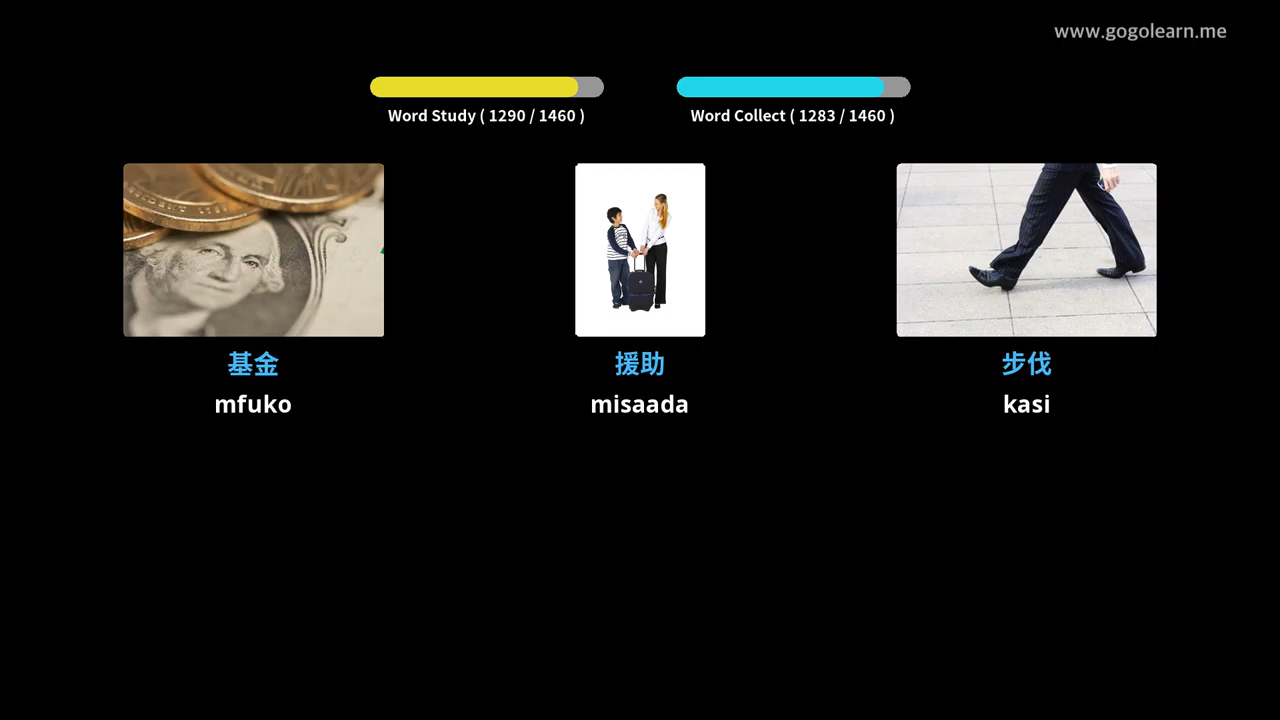 www.gogolearn.me
Word Study ( 1290 / 1460 )
Word Collect ( 1283 / 1460 )
基金
mfuko
援助
misaada
步伐
kasi